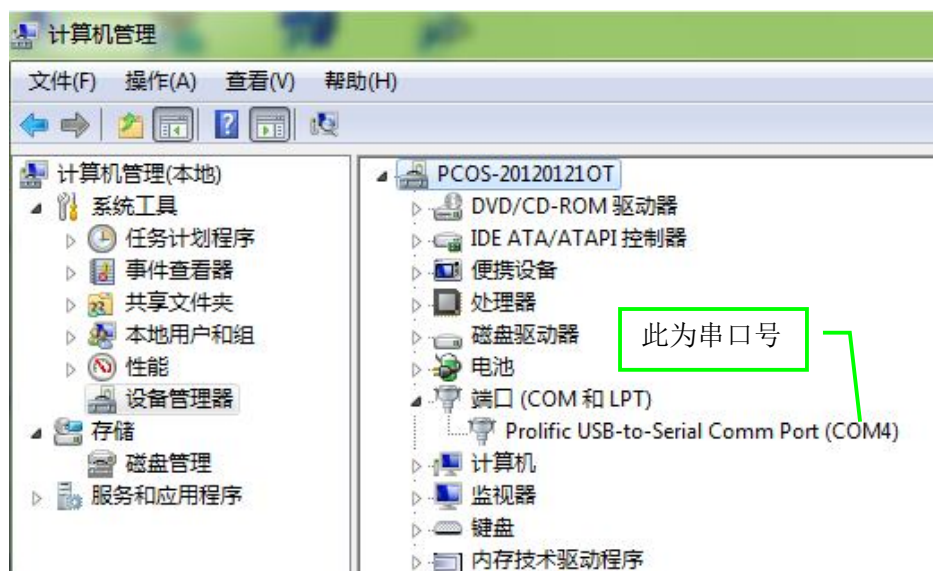 计算机管理
文件(F) 操作(A) 查看(V) 帮助(H)
计算机管理(本地)
系统工具
任务计划程序
事件查看器
共享文件夹
本地用户和组
性能
设备管理器
存储
磁盘管理
服务和应用程序
PCOS-20120121OT
DVD/CD-ROM 驱动器
IDE ATA/ATAPI 控制器
便携设备
处理器
磁盘驱动器
此为串口号
电池
端口 (COM 和 LPT)
Prolific USB-to-Serial Comm Port (COM4)
计算机
监视器
键盘
内存技术驱动程序